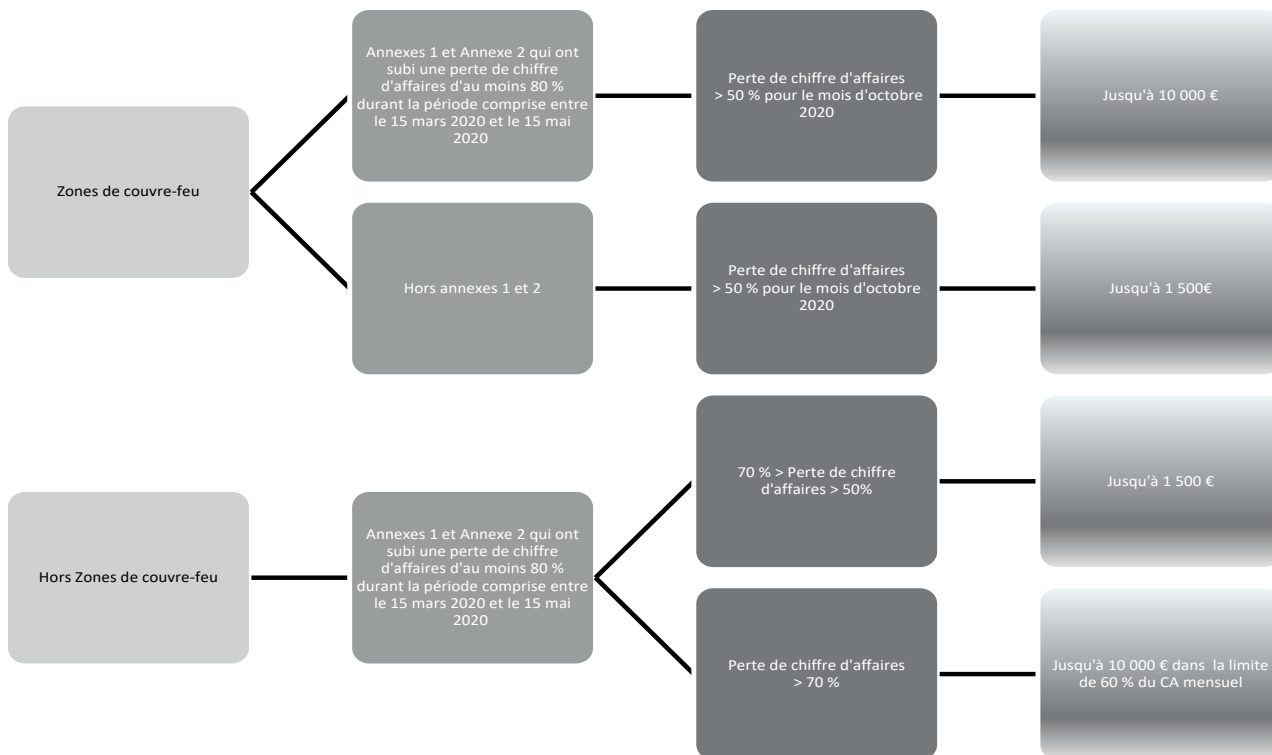 Zones de couvre-feu
Annexes 1 et Annexe 2 qui ont
subi une perte de chiffre
d'affaires d'au moins 80 %
durant la période comprise entre
le 15 mars 2020 et le 15 mai
2020
Perte de chiffre d'affaires
> 50 % pour le mois d'octobre
2020
Jusqu'à 10 000 €
Hors annexes 1 et 2
Perte de chiffre d'affaires
> 50 % pour le mois d'octobre
2020
Jusqu'à 1 500€
Hors Zones de couvre-feu
Annexes 1 et Annexe 2 qui ont
subi une perte de chiffre
d'affaires d'au moins 80 %
durant la période comprise entre
le 15 mars 2020 et le 15 mai
2020
70 % > Perte de chiffre
d'affaires > 50%
Jusqu'à 1 500 €
Perte de chiffre d'affaires
> 70 %
Jusqu'à 10 000 € dans la limite
de 60 % du CA mensuel